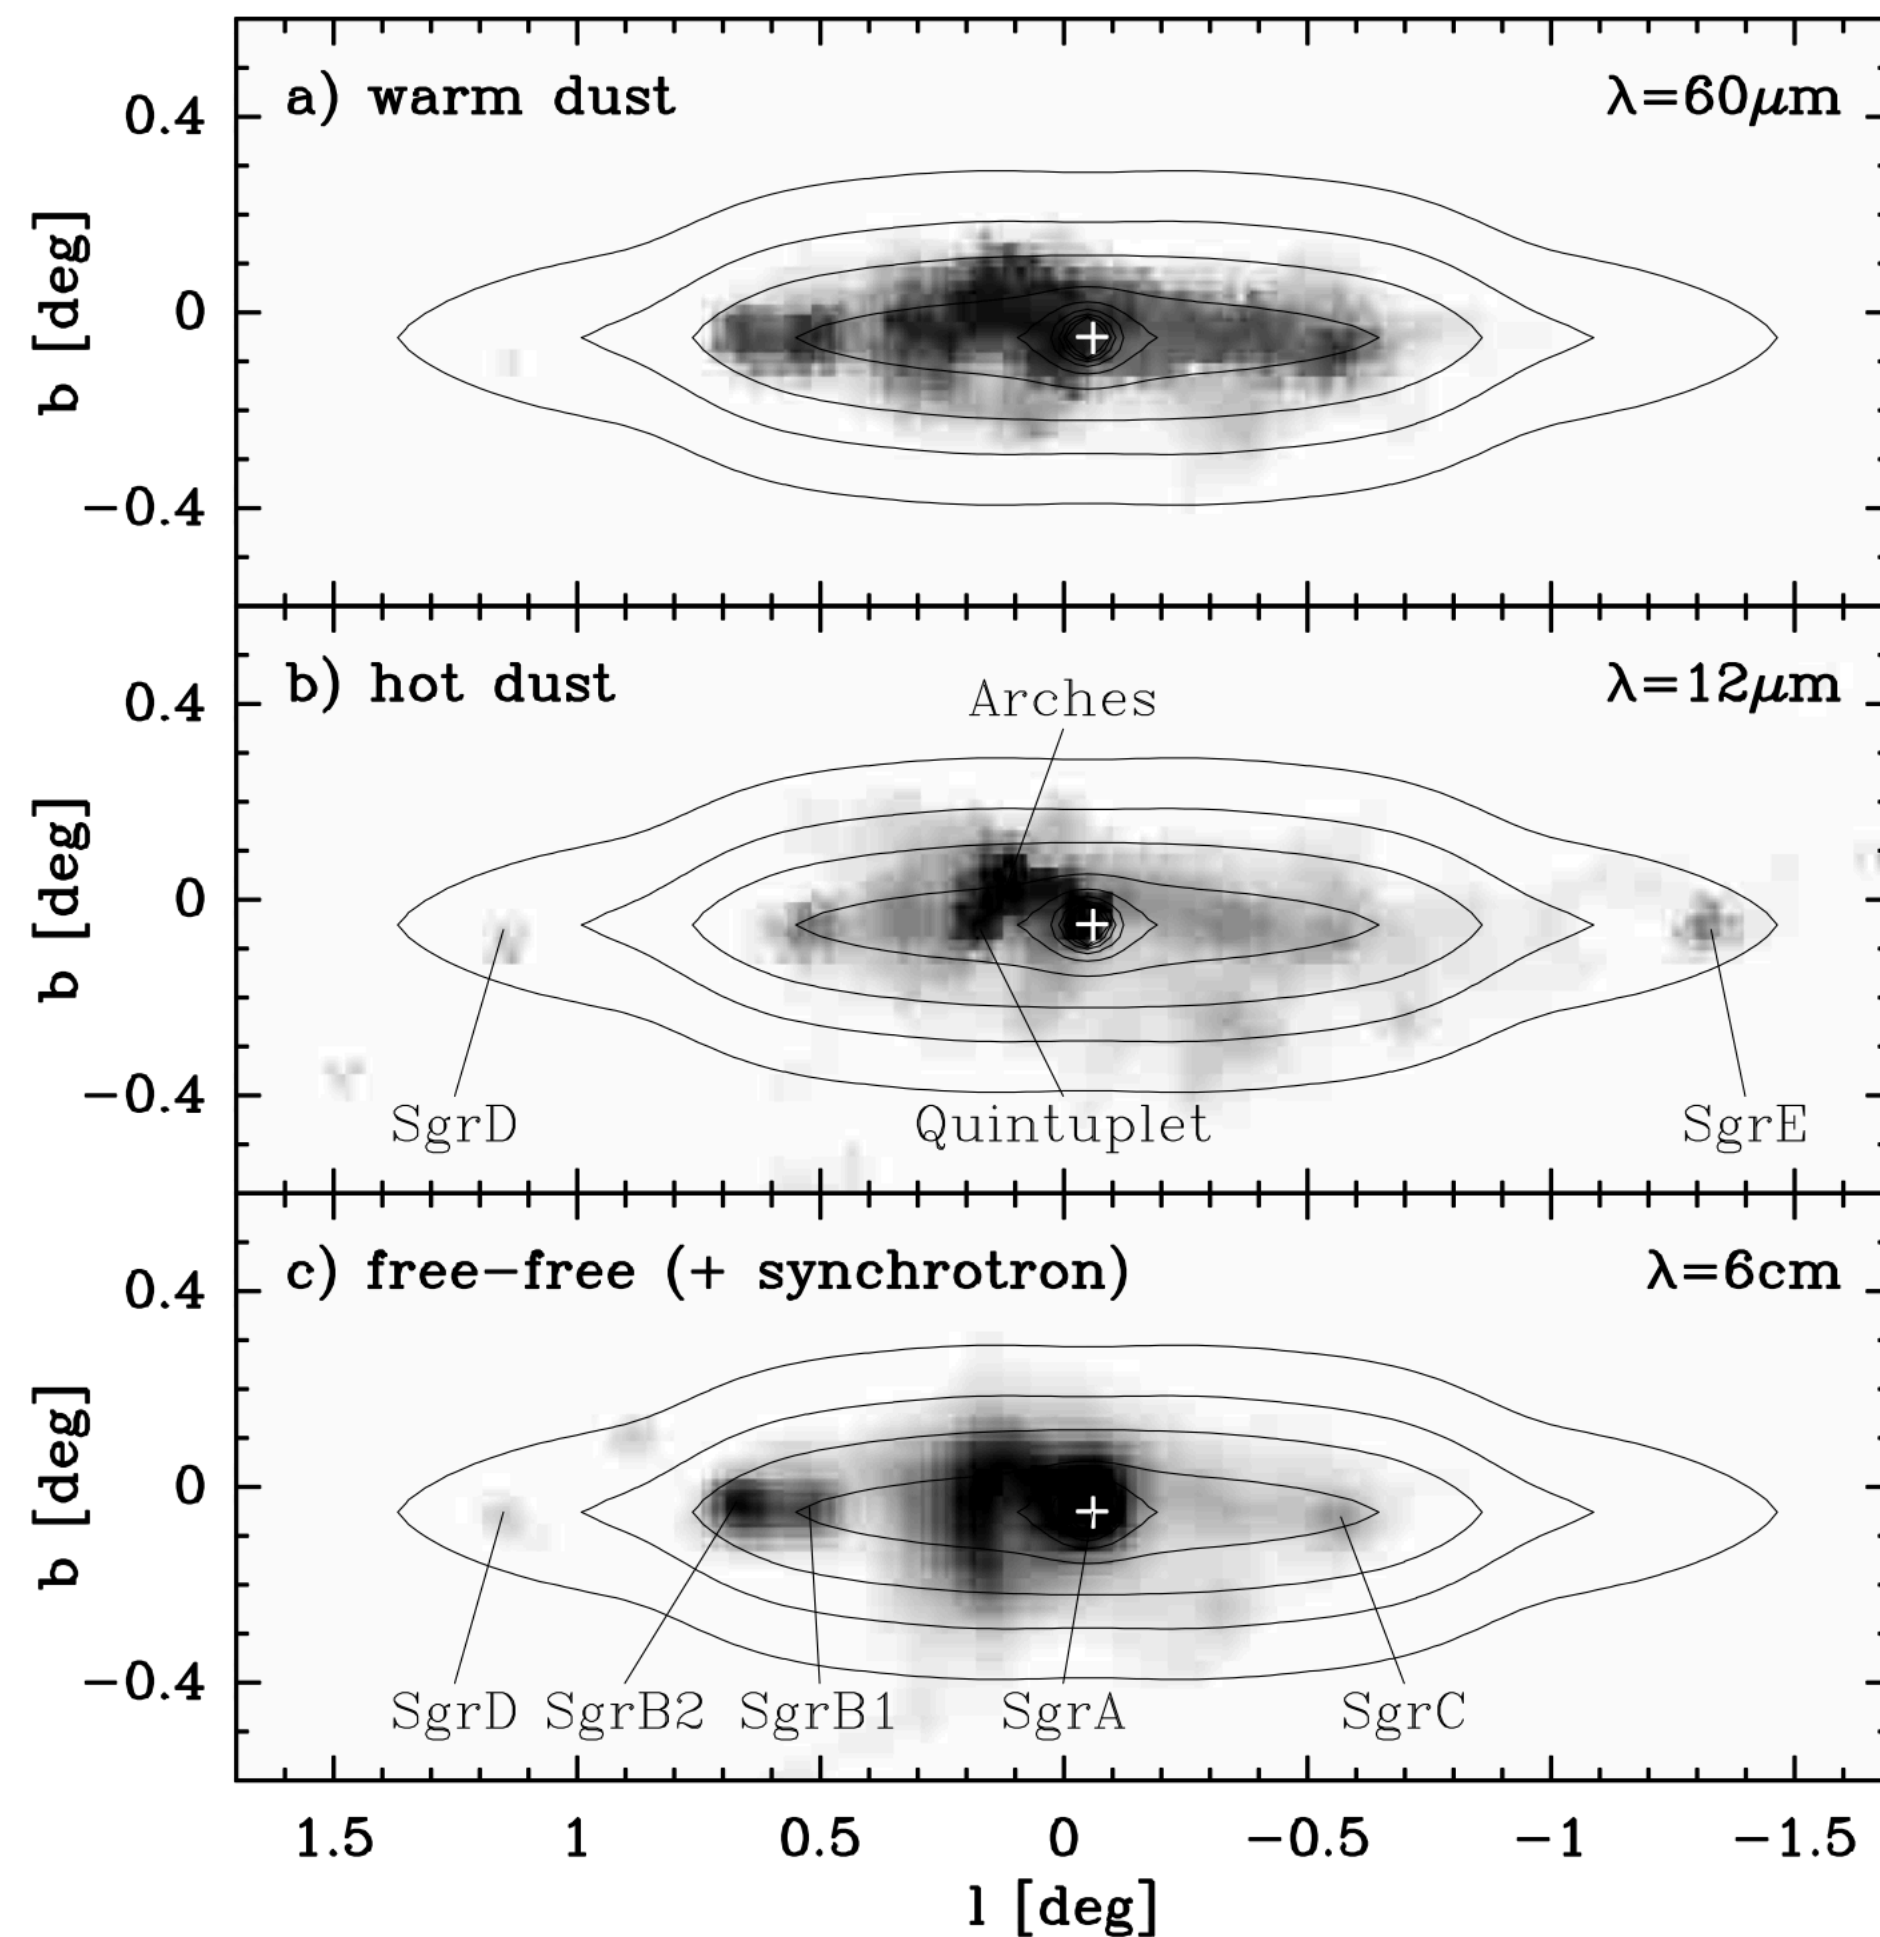 a) warm dust λ=60μm
0.4
0
−0.4
b [deg]
b) hot dust λ=12μm
Arches
0.4
0
−0.4
b [deg]
SgrD Quintuplet SgrE
c) free−free (+ synchrotron) λ=6cm
0.4
0
−0.4
b [deg]
SgrD SgrB2 SgrB1 SgrA SgrC
1.5 1 0.5 0 −0.5 −1 −1.5
l [deg]